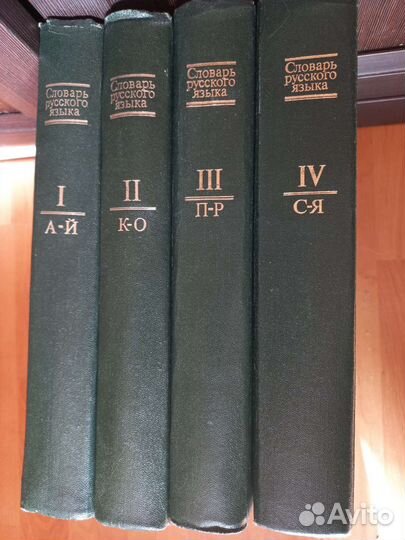 Словарь
русского
языка
I
А-Й
Словарь
русского
языка
II
К-О
Словарь
русского
языка
III
П-Р
Словарь
русского
языка
IV
С-Я
Avito